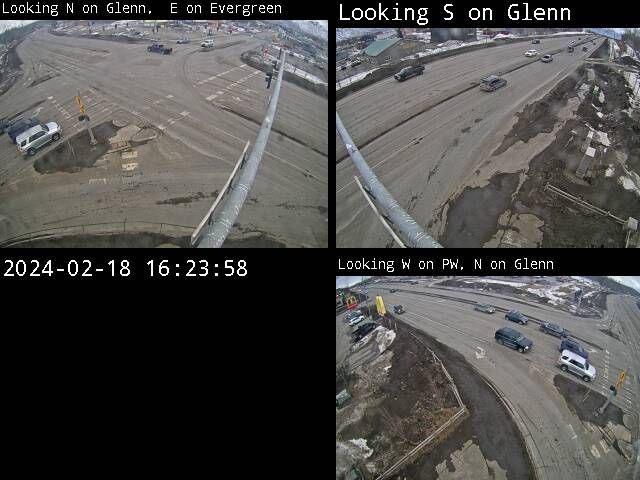 Looking N on Glenn,  E on Evergreen
Looking S on Glenn
2024-02-18 16:23:58
Looking W on PW, N on Glenn